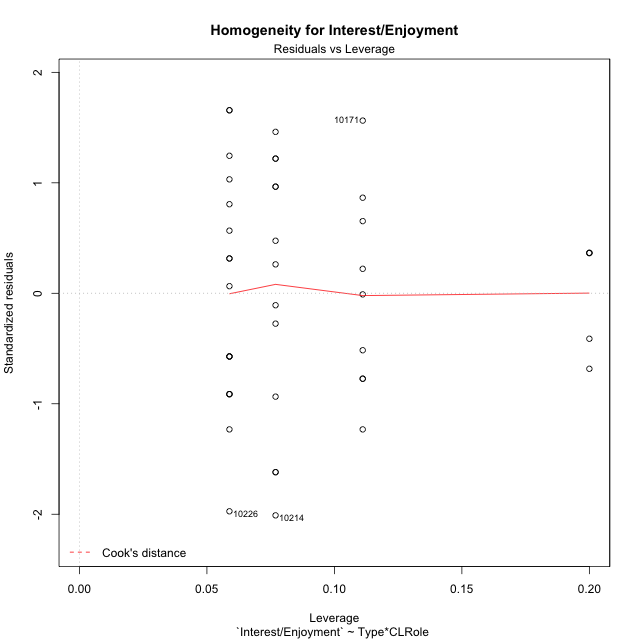 Homogeneity for Interest/Enjoyment
Residuals vs Leverage
2
1
0
-1
-2
Standardized residuals
10171
10226
10214
Cook's distance
0.00 0.05 0.10 0.15 0.20
Leverage
`Interest/Enjoyment` ~ Type*CLRole